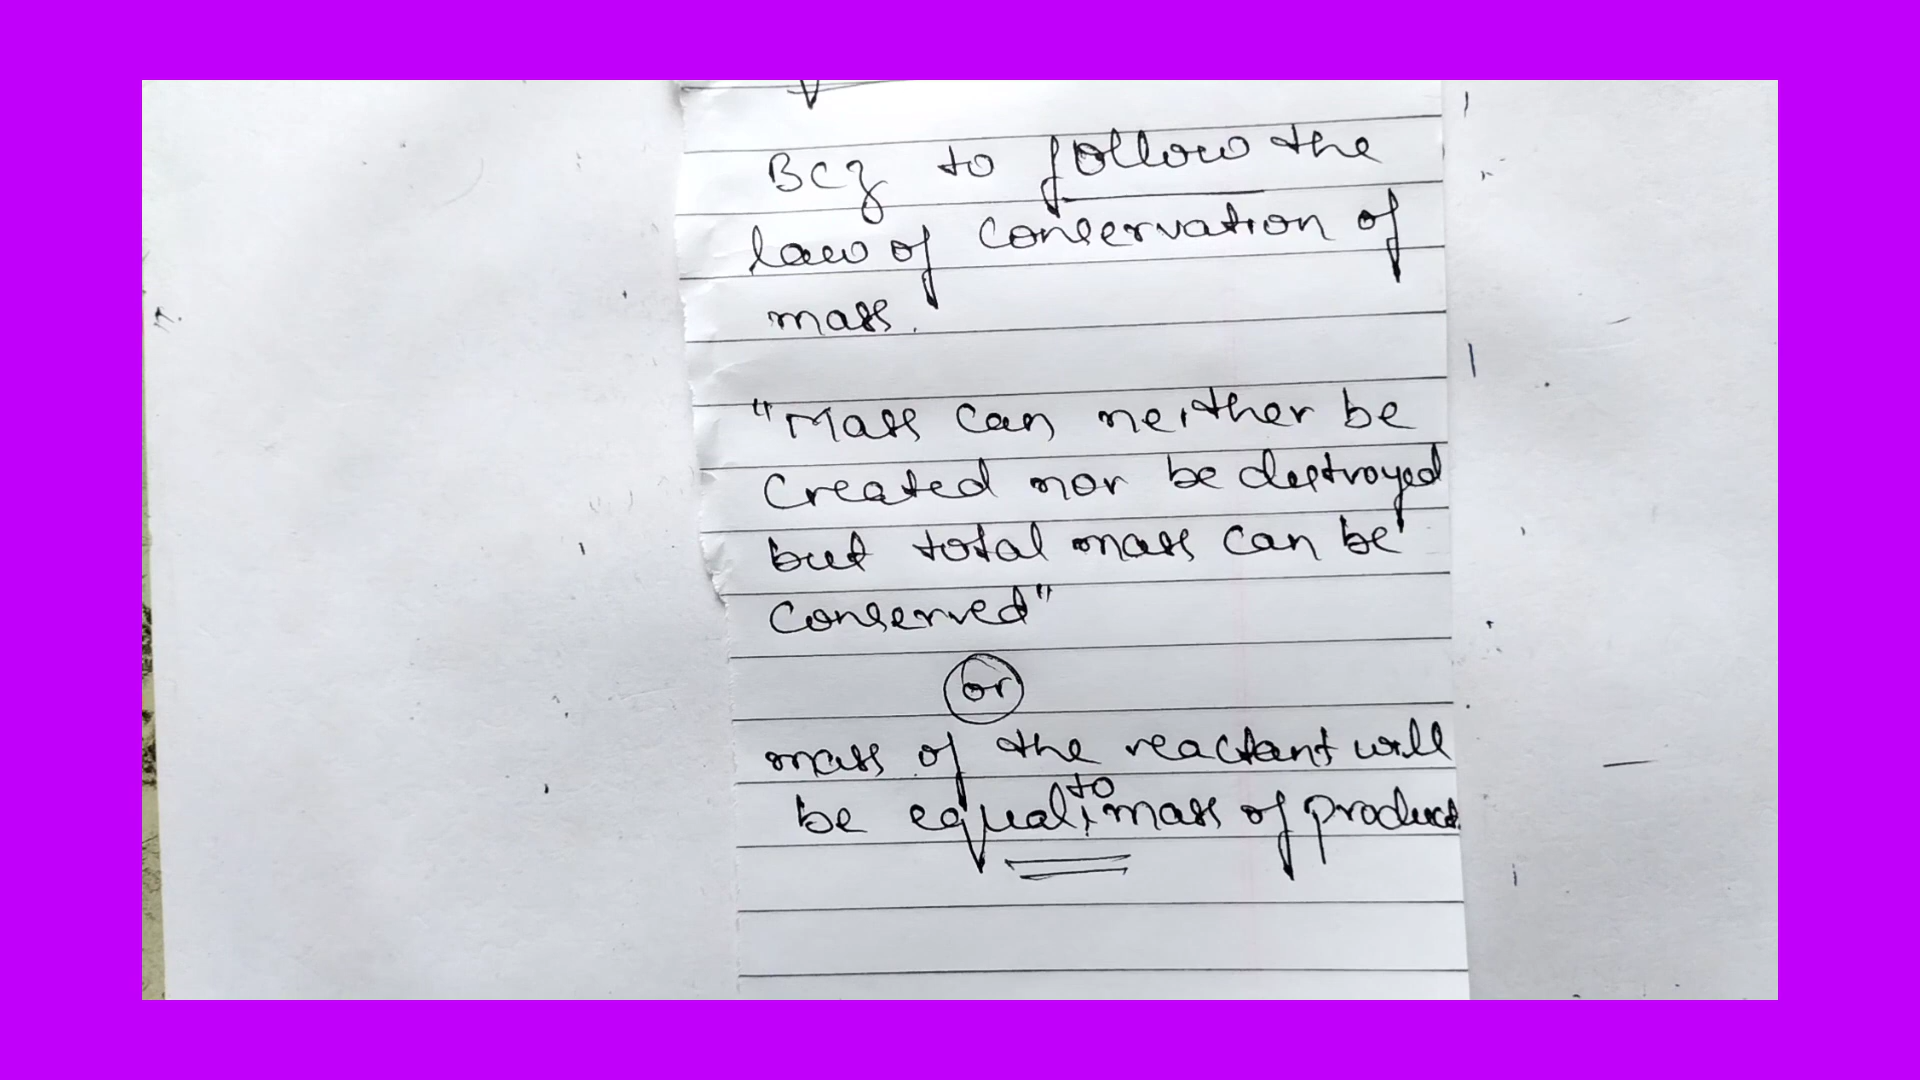 Bcz to follow the
law of conservation of
mass.
"Mass can neither be
created nor be destroyed
but total mass can be
conserved"
or
mass of the reactant will
be equal to mass of product